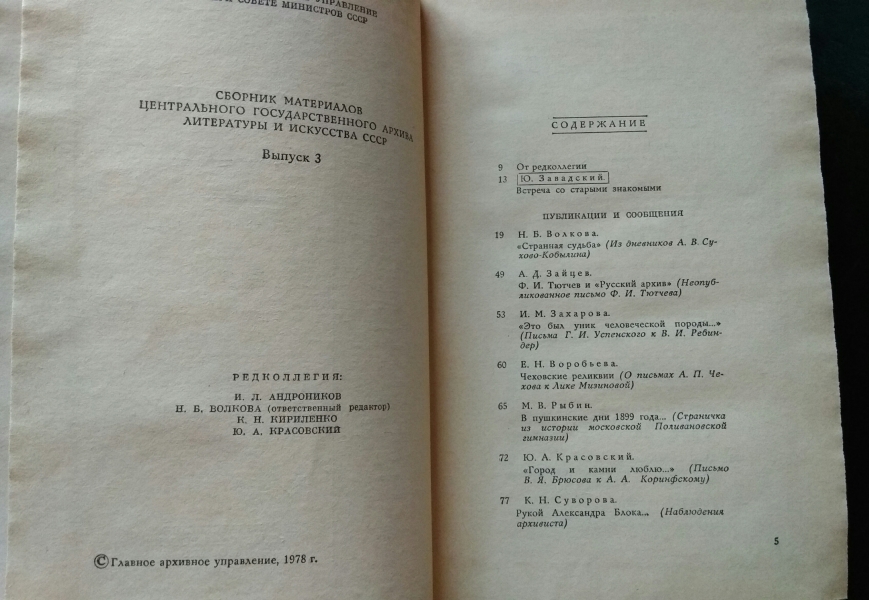 УПРАВЛЕНИЕ
СОВЕТЕ МИНИСТРОВ СССР
СБОРНИК МАТЕРИАЛОВ
ЦЕНТРАЛЬНОГО ГОСУДАРСТВЕННОГО АРХИВА
ЛИТЕРАТУРЫ И ИСКУССТВА СССР
Выпуск 3
РЕДКОЛЛЕГИЯ:
И. Л. АНДРОНИКОВ
Н. Б. ВОЛКОВА (ответственный редактор)
К. Н. КИРИЛЕНКО
Ю. А. КРАСОВСКИЙ
© Главное архивное управление, 1978 г.
СОДЕРЖАНИЕ
9 От редколлегии
13 Ю. Завадский.
Встреча со старыми знакомыми
ПУБЛИКАЦИИ И СООБЩЕНИЯ
19 Н. Б. Волкова.
«Странная судьба» (Из дневников А. В. Су-
хово-Кобылина)
49 А. Д. Зайцев.
Ф. И. Тютчев и «Русский архив» (Неопуб-
ликованное письмо Ф. И. Тютчева)
53 И. М. Захарова.
«Это был уник человеческой породы...»
(Письма Г. И. Успенского к В. И. Ребин-
дер)
60 Е. Н. Воробьева.
Чеховские реликвии (О письмах А. П. Че-
хова к Лике Мизиновой)
65 М. В. Рыбин.
В пушкинские дни 1899 года... (Страничка
из истории московской Поливановской
гимназии)
72 Ю. А. Красовский.
«Город и камни люблю...» (Письмо
В. Я. Брюсова к А. А. Коринфскому)
77 К. Н. Суворова.
Рукой Александра Блока... (Наблюдения
архивиста)
5